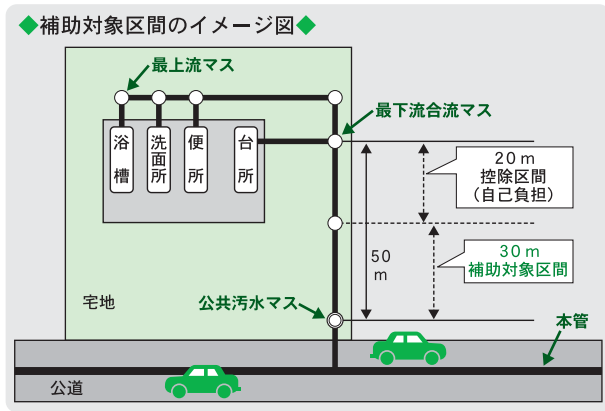 ◆補助対象区間のイメージ図◆
最上流マス
最下流合流マス
浴槽
洗面所
便所
台所
20m
控除区間
(自己負担)
50
m
30m
補助対象区間
宅地
公共汚水マス
本管
公道